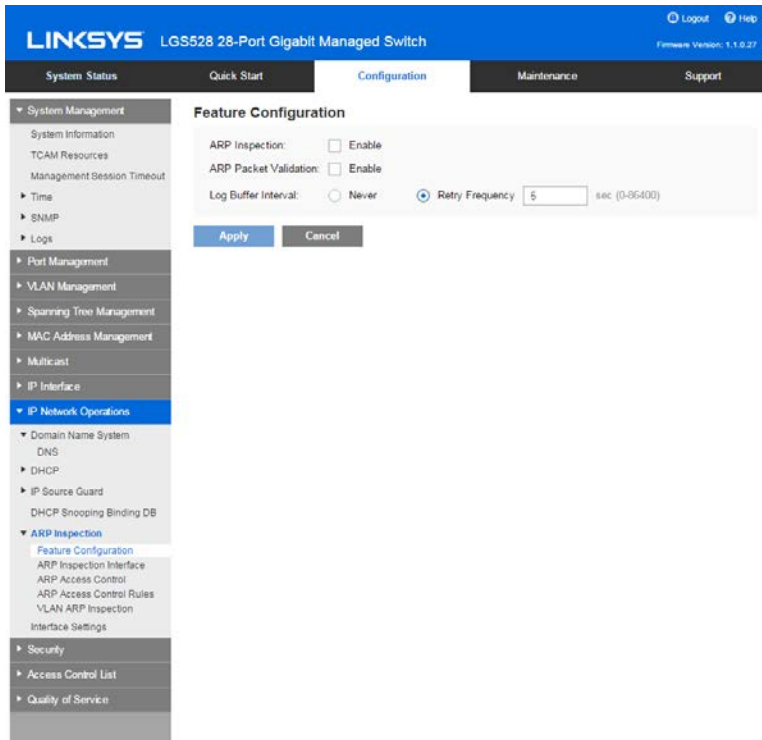 Logout Help
LINKSYS LGS528 28-Port Gigabit Managed Switch
Firmware Version: 1.1.0.27
System Status Quick Start Configuration Maintenance Support
System Management
System Information
TCAM Resources
Management Session Timeout
Time
SNMP
Logs
Port Management
VLAN Management
Spanning Tree Management
MAC Address Management
Multicast
IP Interface
IP Network Operations
Domain Name System
DNS
DHCP
IP Source Guard
DHCP Snooping Binding DB
ARP Inspection
Feature Configuration
ARP Inspection Interface
ARP Access Control
ARP Access Control Rules
VLAN ARP Inspection
Interface Settings
Security
Access Control List
Quality of Service
Feature Configuration
ARP Inspection: Enable
ARP Packet Validation: Enable
Log Buffer Interval: Never Retry Frequency 5 sec (0-86400)
Apply Cancel